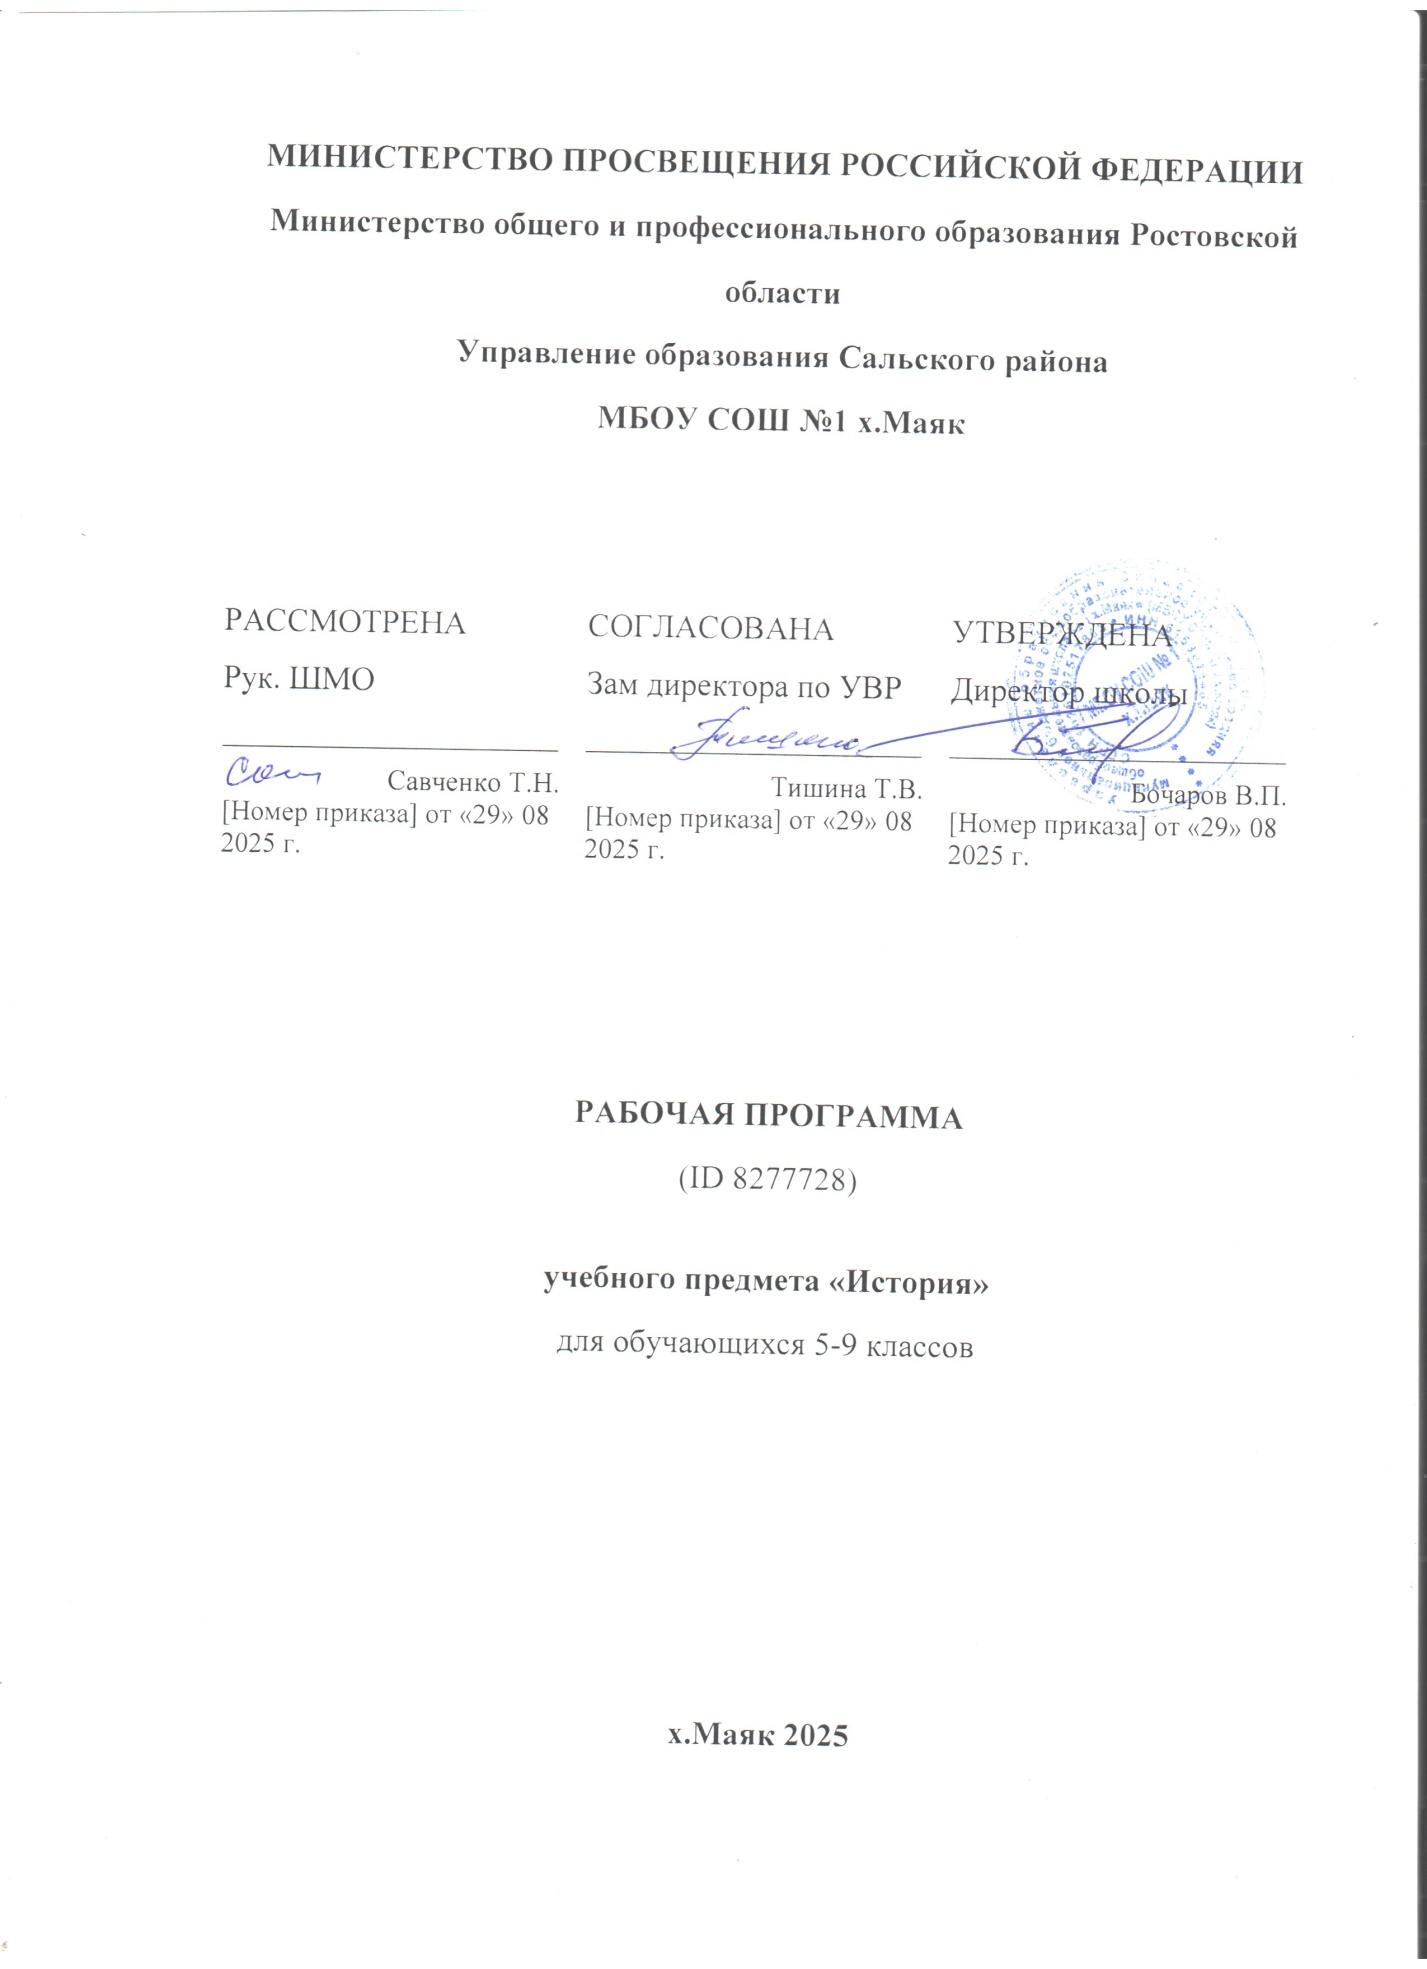 МИНИСТЕРСТВО ПРОСВЕЩЕНИЯ РОССИЙСКОЙ ФЕДЕРАЦИИ
Министерство общего и профессионального образования Ростовской
области
Управление образования Сальского района
МБОУ СОШ №1 х.Маяк
РАССМОТРЕНА
Рук. ШМО
Савченко Т.Н.
[Номер приказа] от «29» 08
2025 г.
СОГЛАСОВАНА
Зам директора по УВР
Тишина Т.В.
[Номер приказа] от «29» 08
2025 г.
УТВЕРЖДЕНА
Директор школы
Бочаров В.П.
[Номер приказа] от «29» 08
2025 г.
РАБОЧАЯ ПРОГРАММА
(ID 8277728)
учебного предмета «История»
для обучающихся 5-9 классов
х.Маяк 2025